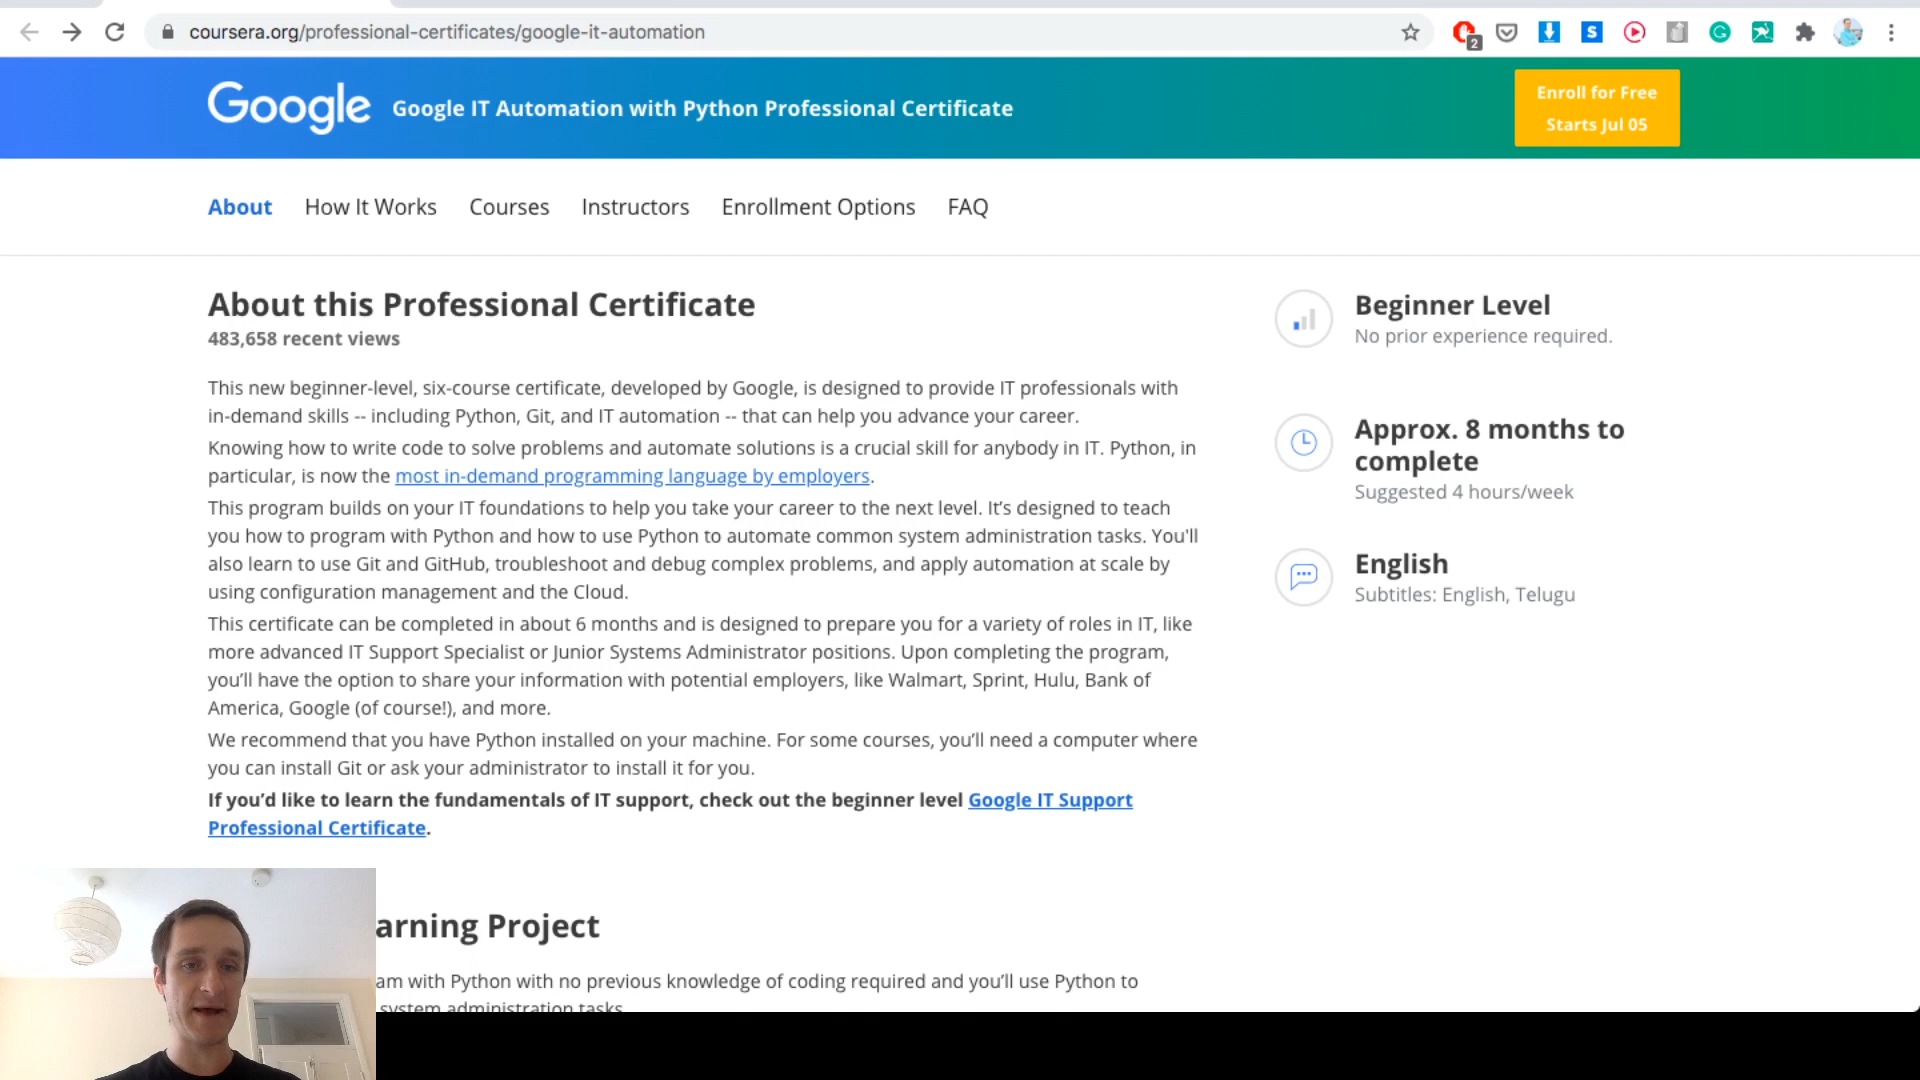 coursera.org/professional-certificates/google-it-automation
2
S
G
Google
Google IT Automation with Python Professional Certificate
Enroll for Free
Starts Jul 05
About
How It Works
Courses
Instructors
Enrollment Options
FAQ
About this Professional Certificate
483,658 recent views
This new beginner-level, six-course certificate, developed by Google, is designed to provide IT professionals with
in-demand skills -- including Python, Git, and IT automation -- that can help you advance your career.
Knowing how to write code to solve problems and automate solutions is a crucial skill for anybody in IT. Python, in
particular, is now the most in-demand programming language by employers.
This program builds on your IT foundations to help you take your career to the next level. It’s designed to teach
you how to program with Python and how to use Python to automate common system administration tasks. You'll
also learn to use Git and GitHub, troubleshoot and debug complex problems, and apply automation at scale by
using configuration management and the Cloud.
This certificate can be completed in about 6 months and is designed to prepare you for a variety of roles in IT, like
more advanced IT Support Specialist or Junior Systems Administrator positions. Upon completing the program,
you’ll have the option to share your information with potential employers, like Walmart, Sprint, Hulu, Bank of
America, Google (of course!), and more.
We recommend that you have Python installed on your machine. For some courses, you’ll need a computer where
you can install Git or ask your administrator to install it for you.
If you’d like to learn the fundamentals of IT support, check out the beginner level Google IT Support
Professional Certificate.
Beginner Level
No prior experience required.
Approx. 8 months to
complete
Suggested 4 hours/week
English
Subtitles: English, Telugu
arning Project
am with Python with no previous knowledge of coding required and you’ll use Python to
system administration tasks